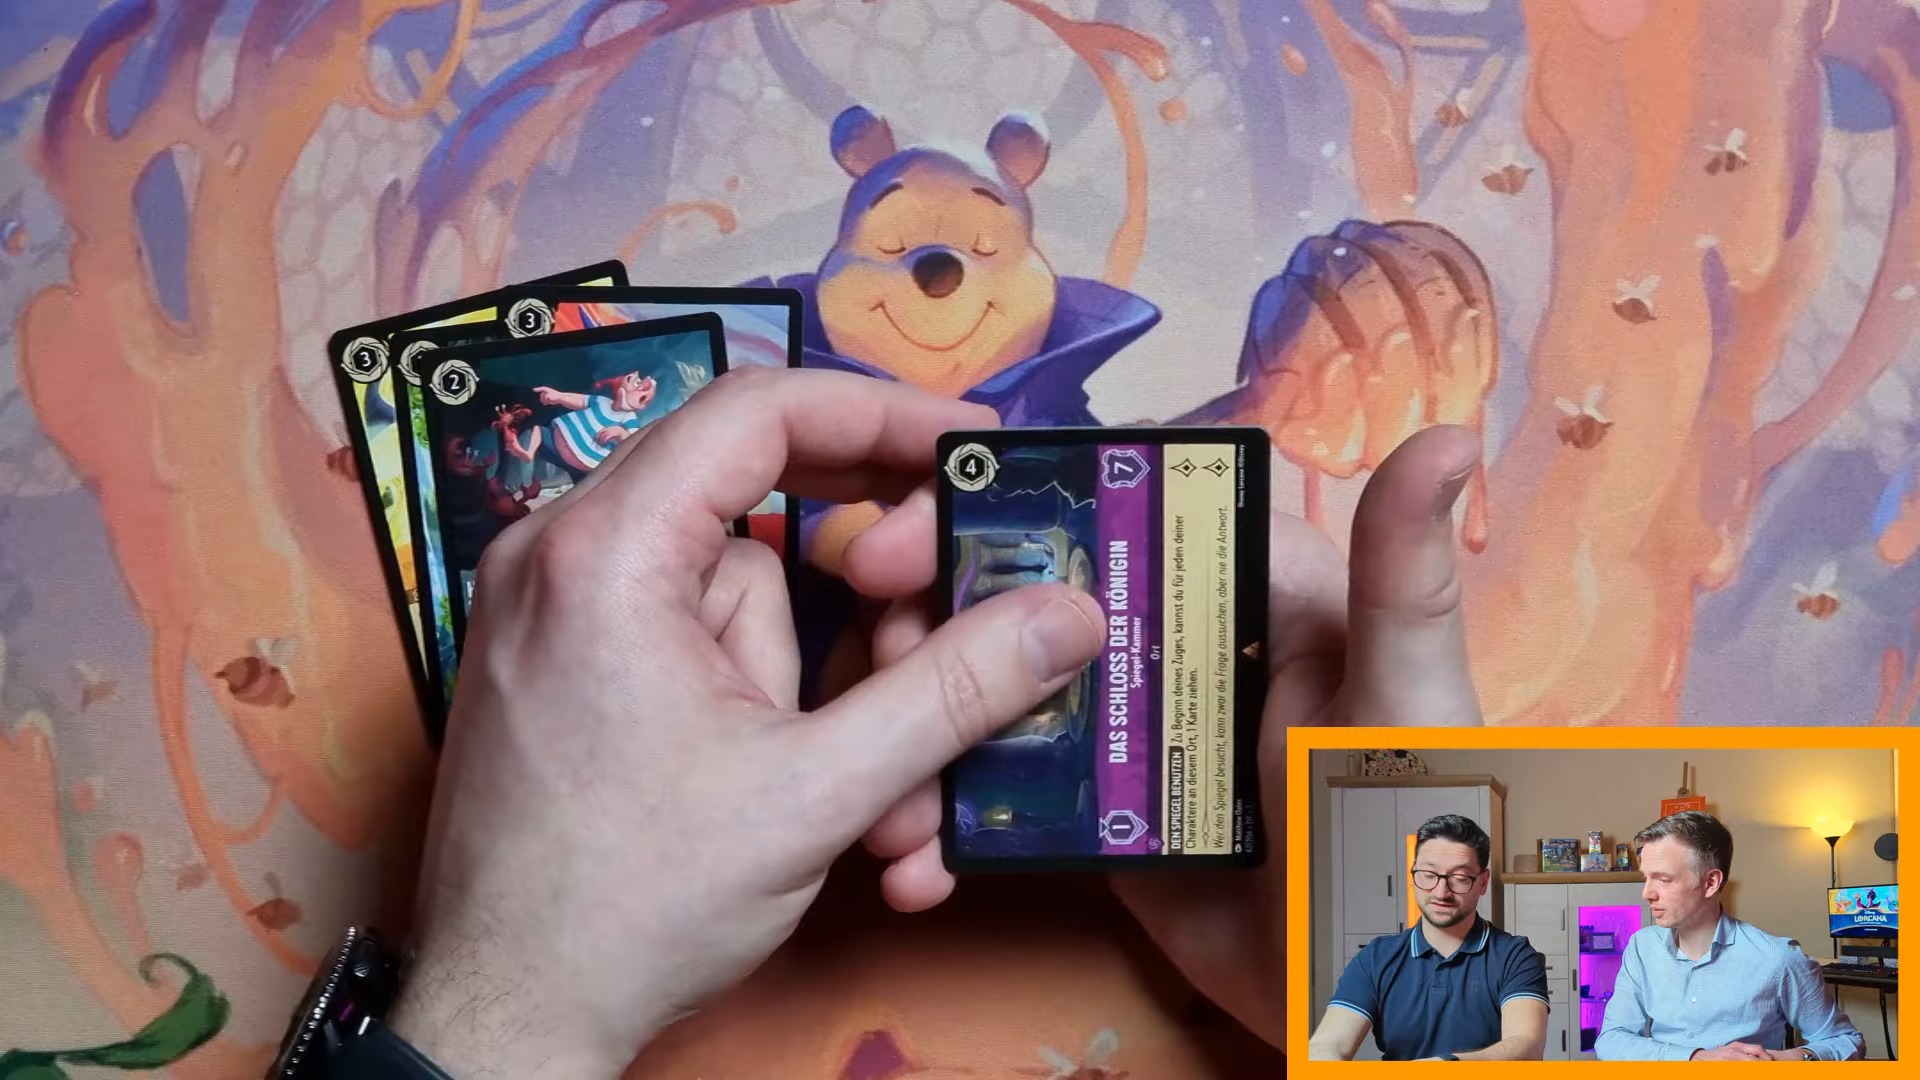 3
3
2
4
7
DAS SCHLOSS DER KÖNIGIN
Spiegel-Kammer
Ort
1
DEN SPIEGEL BENUTZEN Zu Beginn deines Zuges, kannst du für jeden deiner
Charaktere an diesem Ort, 1 Karte ziehen.
Wer den Spiegel besucht, kann zwar die Frage aussuchen, aber nie die Antwort.
©Disney
Disney
LORCANA